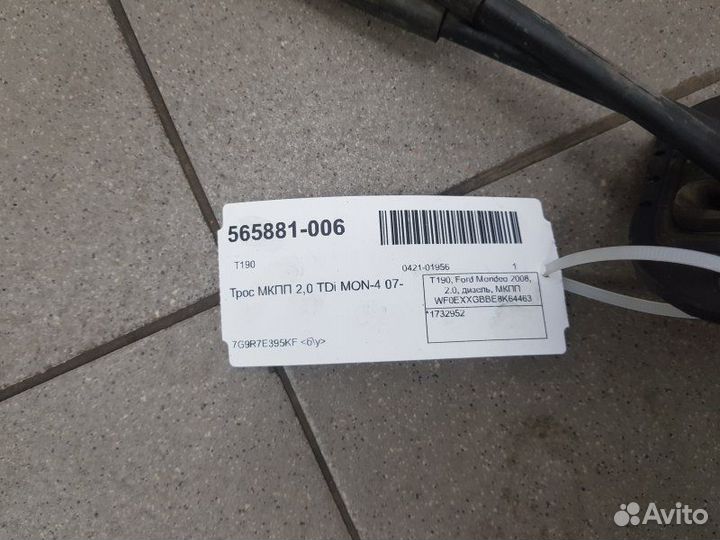 565881-006
T190
0421-01956 1
Трос МКПП 2,0 TDi MON-4 07-
T190, Ford Mondeo 2008,
2.0, дизель, МКПП
WF0EXXGBBE8K64463
*1732952
7G9R7E395KF <б\у>
Avito